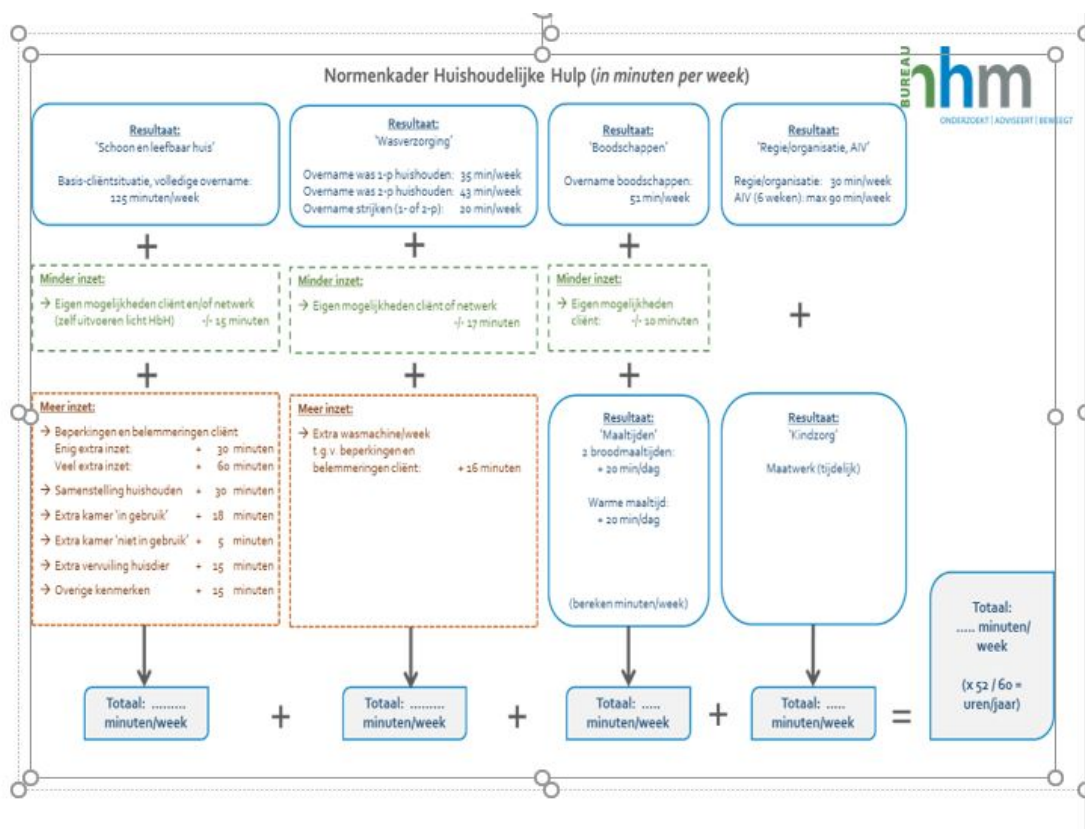 Normenkader Huishoudelijke Hulp (in minuten per week)
BUREAU
nhm
ONDERZOEKT | ADVISEERT | BEWEEGT
Resultaat:
'Schoon en leefbaar huis'
Basis-cliëntsituatie, volledige overname:
125 minuten/week
Resultaat:
'Wasverzorging'
Overname was 1-p huishouden: 35 min/week
Overname was 2-p huishouden: 43 min/week
Overname strijken (1- of 2-p): 20 min/week
Resultaat:
'Boodschappen'
Overname boodschappen:
51 min/week
Resultaat:
'Regie/organisatie, AIV'
Regie/organisatie: 30 min/week
AIV (6 weken): max 90 min/week
+ + +
Minder inzet:
→ Eigen mogelijkheden cliënt en/of netwerk
(zelf uitvoeren licht HbH) -/- 15 minuten
Minder inzet:
→ Eigen mogelijkheden cliënt of netwerk
-/- 17 minuten
Minder inzet:
→ Eigen mogelijkheden
cliënt: -/- 10 minuten
+
+ + +
Meer inzet:
→ Beperkingen en belemmeringen cliënt
Enig extra inzet: + 30 minuten
Veel extra inzet: + 60 minuten
→ Samenstelling huishouden + 30 minuten
→ Extra kamer 'in gebruik' + 18 minuten
→ Extra kamer 'niet in gebruik' + 5 minuten
→ Extra vervuiling huisdier + 15 minuten
→ Overige kenmerken + 15 minuten
Meer inzet:
→ Extra wasmachine/week
t.g.v. beperkingen en
belemmeringen cliënt: + 16 minuten
Resultaat:
'Maaltijden'
2 broodmaaltijden:
+ 20 min/dag
Warme maaltijd:
+ 20 min/dag
(bereken minuten/week)
Resultaat:
'Kindzorg'
Maatwerk (tijdelijk)
Totaal: .........
minuten/week
+
Totaal: .........
minuten/week
+
Totaal: .....
minuten/week
+
Totaal: .....
minuten/week
=
Totaal:
..... minuten/
week
(x 52 / 60 =
uren/jaar)